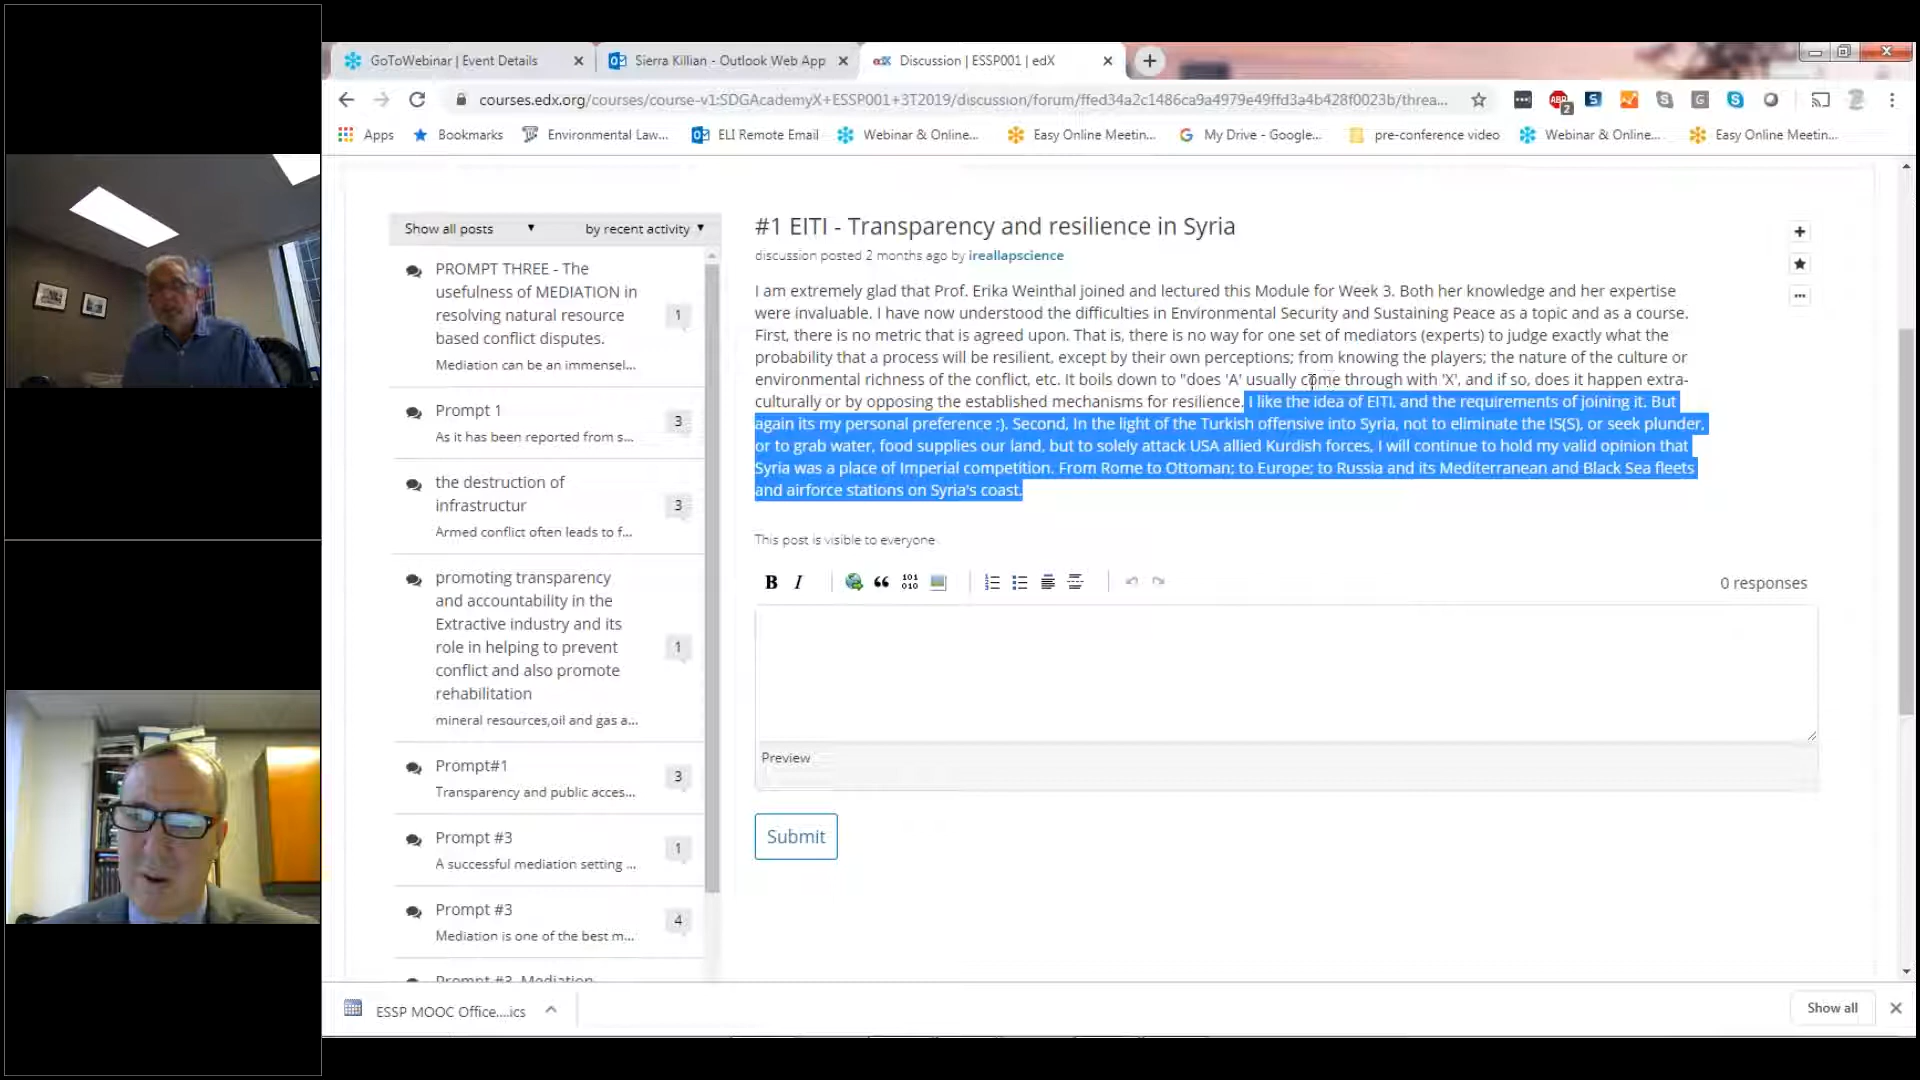 GoToWebinar | Event Details
Sierra Killian - Outlook Web App
Discussion | ESSP001 | edX
courses.edx.org/courses/course-v1:SDGAcademyX+ESSP001+3T2019/discussion/forum/ffed34a2c1486ca9a4979e49ffd3a4b428f0023b/threa...
Apps
Bookmarks
Environmental Law...
ELI Remote Email
Webinar & Online...
Easy Online Meetin...
My Drive - Google...
pre-conference video
Webinar & Online...
Easy Online Meetin...
Show all posts
by recent activity
PROMPT THREE - The
usefulness of MEDIATION in
resolving natural resource
based conflict disputes.
1
Mediation can be an immensel...
Prompt 1
3
As it has been reported from s...
the destruction of
infrastructur
3
Armed conflict often leads to f...
promoting transparency
and accountability in the
Extractive industry and its
role in helping to prevent
conflict and also promote
rehabilitation
1
mineral resources,oil and gas a...
Prompt#1
3
Transparency and public acces...
Prompt #3
1
A successful mediation setting ...
Prompt #3
4
Mediation is one of the best m...
Prompt #3 Mediation
#1 EITI - Transparency and resilience in Syria
discussion posted 2 months ago by ireallapscience
I am extremely glad that Prof. Erika Weinthal joined and lectured this Module for Week 3. Both her knowledge and her expertise
were invaluable. I have now understood the difficulties in Environmental Security and Sustaining Peace as a topic and as a course.
First, there is no metric that is agreed upon. That is, there is no way for one set of mediators (experts) to judge exactly what the
probability that a process will be resilient, except by their own perceptions; from knowing the players; the nature of the culture or
environmental richness of the conflict, etc. It boils down to "does 'A' usually come through with 'X', and if so, does it happen extra-
culturally or by opposing the established mechanisms for resilience. I like the idea of EITI, and the requirements of joining it. But
again its my personal preference ;). Second, In the light of the Turkish offensive into Syria, not to eliminate the IS(S), or seek plunder,
or to grab water, food supplies our land, but to solely attack USA allied Kurdish forces, I will continue to hold my valid opinion that
Syria was a place of Imperial competition. From Rome to Ottoman; to Europe; to Russia and its Mediterranean and Black Sea fleets
and airforce stations on Syria's coast.
This post is visible to everyone
B I
0 responses
Preview
Submit
ESSP MOOC Office....ics
Show all